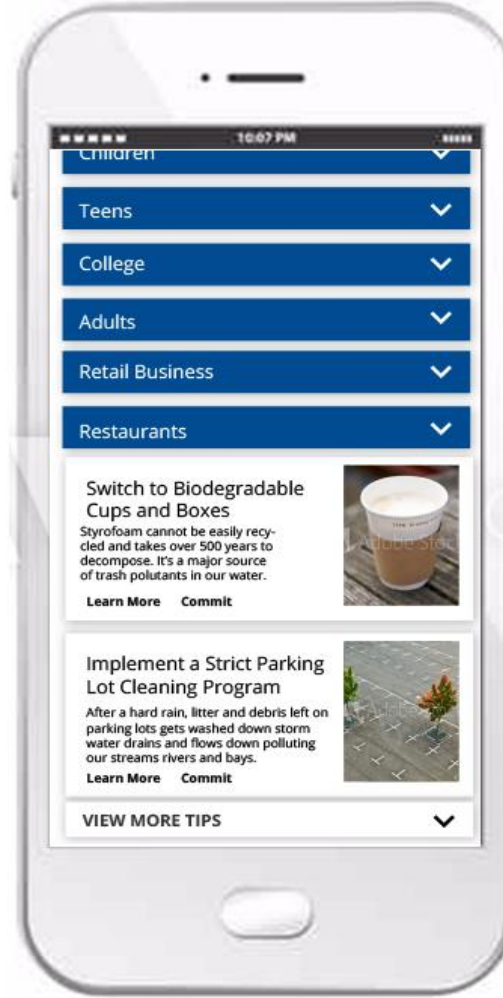 10:07 PM
Children
Teens
College
Adults
Retail Business
Restaurants
Switch to Biodegradable
Cups and Boxes
Styrofoam cannot be easily recy-
cled and takes over 500 years to
decompose. It's a major source
of trash polutants in our water.
Learn More Commit
Adobe Stock
Implement a Strict Parking
Lot Cleaning Program
After a hard rain, litter and debris left on
parking lots gets washed down storm
water drains and flows down polluting
our streams rivers and bays.
Learn More Commit
VIEW MORE TIPS